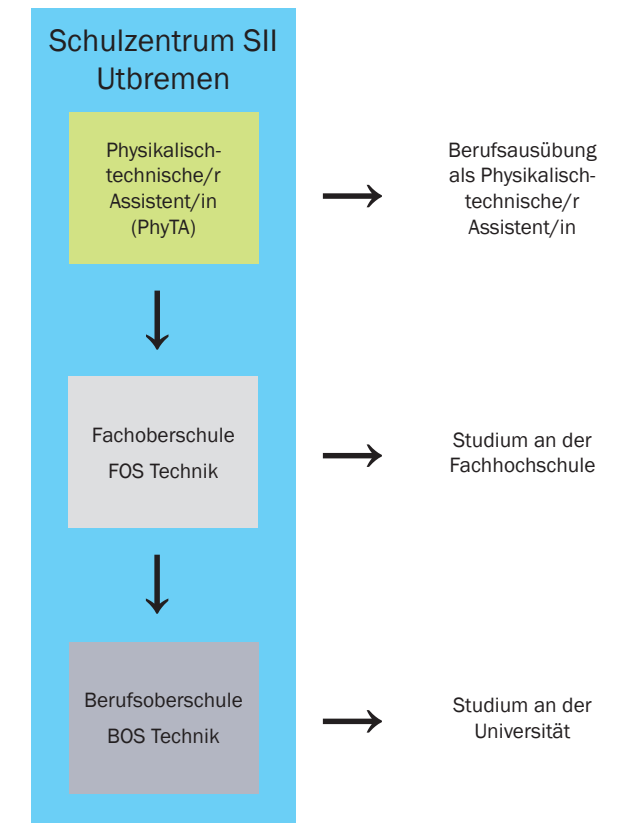 Schulzentrum SII
Utbremen
Physikalisch-
technische/r
Assistent/in
(PhyTA)
Berufsausübung
als Physikalisch-
technische/r
Assistent/in
Fachoberschule
FOS Technik
Studium an der
Fachhochschule
Berufsoberschule
BOS Technik
Studium an der
Universität